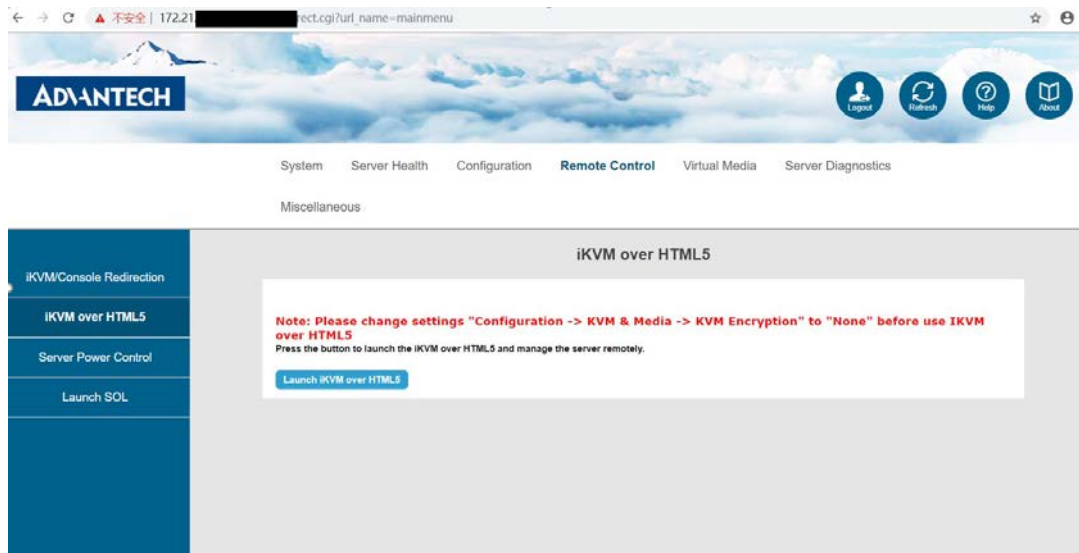 不安全 | 172.21. rect.cgi?url_name=mainmenu
ADVANTECH
Logout Refresh Help About
System Server Health Configuration Remote Control Virtual Media Server Diagnostics
Miscellaneous
iKVM over HTML5
iKVM/Console Redirection
iKVM over HTML5
Server Power Control
Launch SOL
Note: Please change settings "Configuration -> KVM & Media -> KVM Encryption" to "None" before use IKVM
over HTML5
Press the button to launch the iKVM over HTML5 and manage the server remotely.
Launch iKVM over HTML5